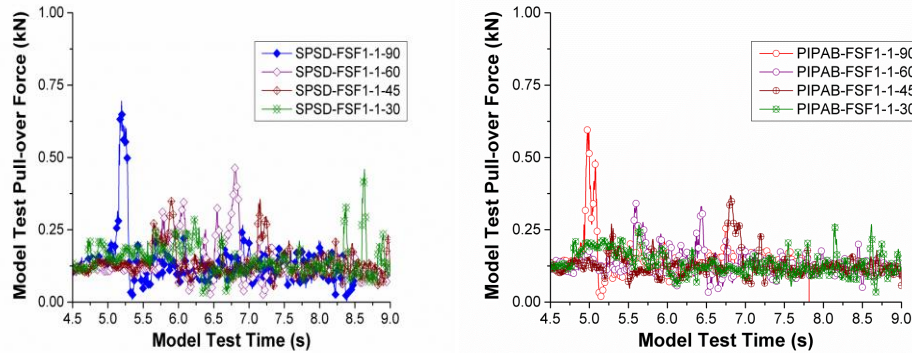 Model Test Pull-over Force (kN)
1.00
0.75
0.50
0.25
0.00
SPSD-FSF1-1-90
SPSD-FSF1-1-60
SPSD-FSF1-1-45
SPSD-FSF1-1-30
4.5 5.0 5.5 6.0 6.5 7.0 7.5 8.0 8.5 9.0
Model Test Time (s)
Model Test Pull-over Force (kN)
1.00
0.75
0.50
0.25
0.00
PIPAB-FSF1-1-90
PIPAB-FSF1-1-60
PIPAB-FSF1-1-45
PIPAB-FSF1-1-30
4.5 5.0 5.5 6.0 6.5 7.0 7.5 8.0 8.5 9.0
Model Test Time (s)